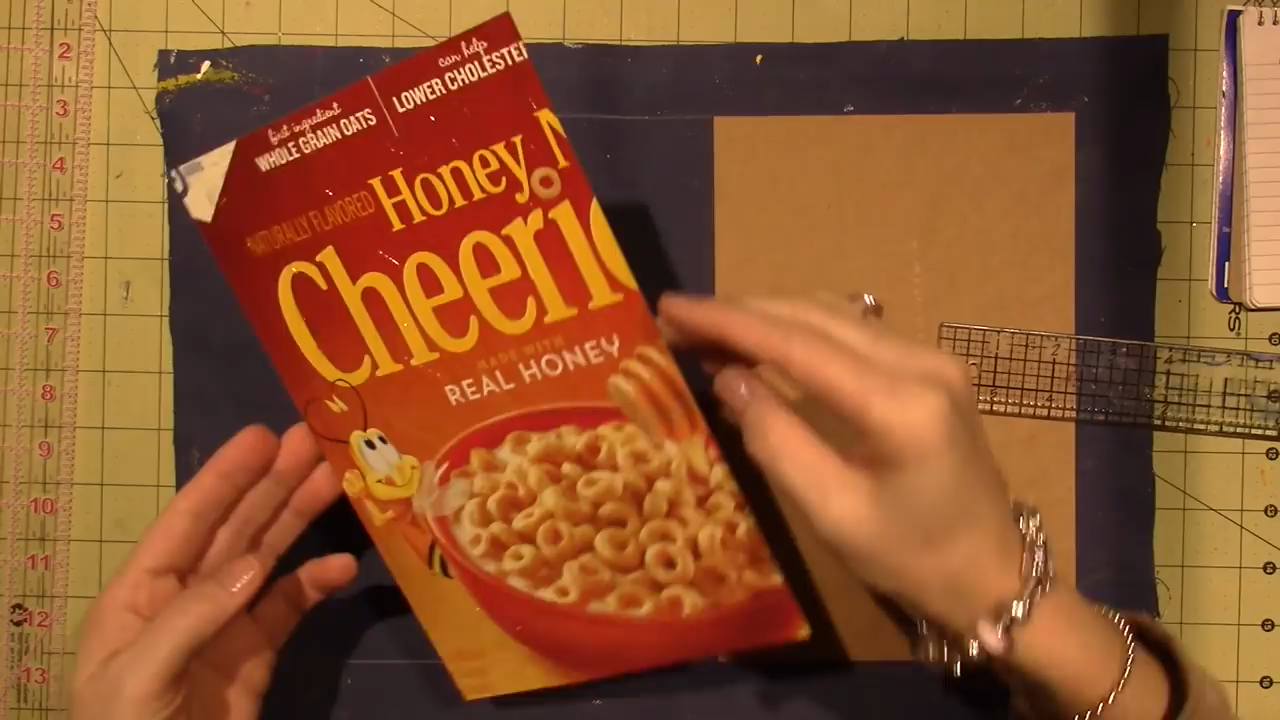 first ingredient
WHOLE GRAIN OATS
can help
LOWER CHOLESTE
NATURALLY FLAVORED
Honey N
Cheerio
MADE WITH
REAL HONEY
2
3
4
5
6
7
8
9
10
11
12
13